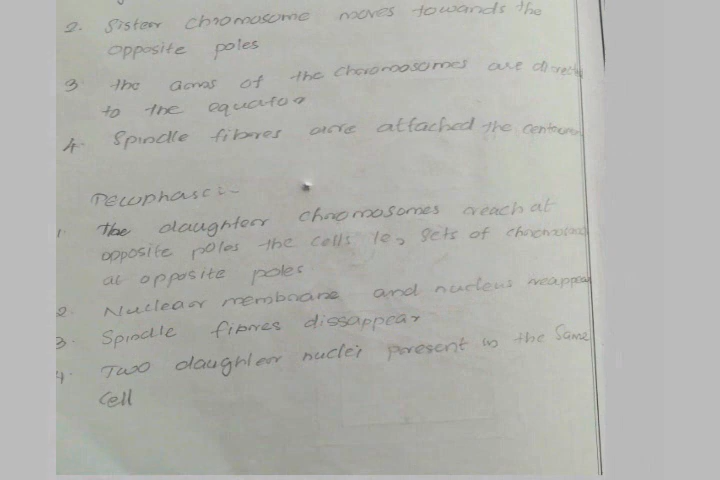 2. Sister chromosome moves towards the
opposite poles
3 the arms of the chromosomes are directe
to the equator
4. Spindle fibres are attached the centrom
Telophase :-
1 The daughter chromosomes reach at
opposite poles the cells ie, sets of chromosom
at opposite poles
2. Nuclear membrane and nucleus reappear
3. Spindle fibres dissappear
4. Two daughter nuclei present in the same
cell